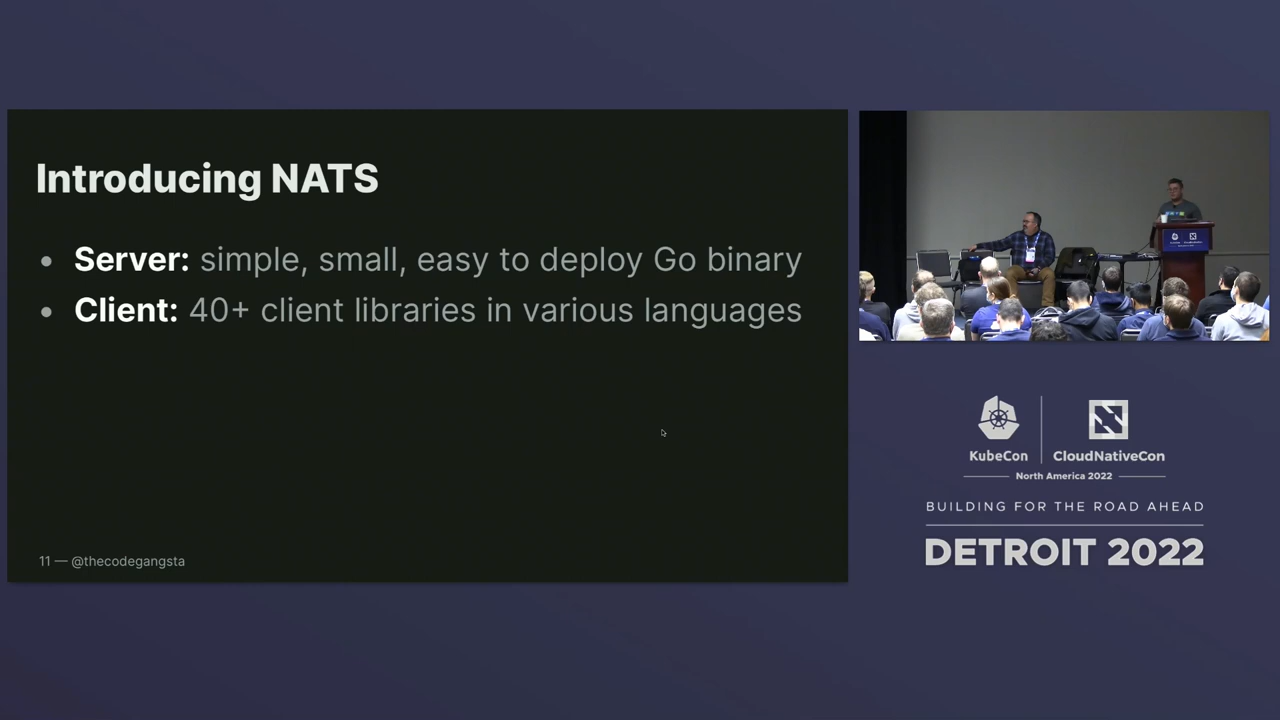 Introducing NATS
• Server: simple, small, easy to deploy Go binary
• Client: 40+ client libraries in various languages
11 — @thecodegangsta
KubeCon
CloudNativeCon
North America 2022
BUILDING FOR THE ROAD AHEAD
DETROIT 2022